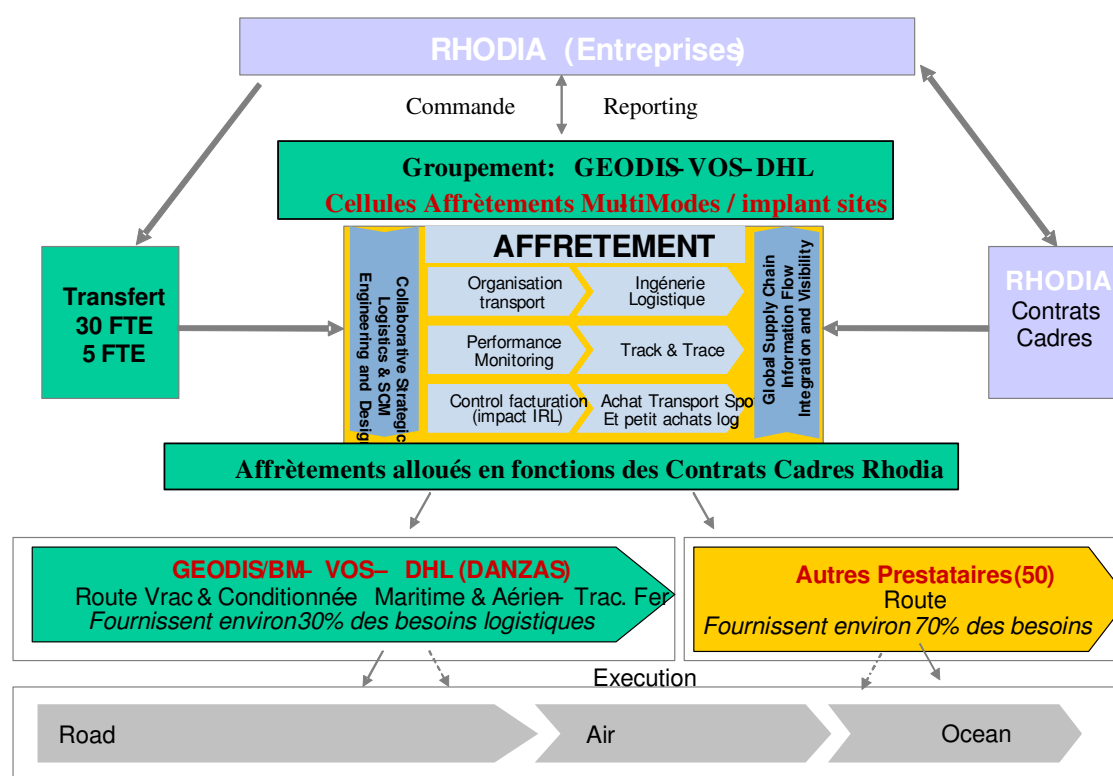 RHODIA (Entreprises)
Commande
Reporting
Groupement: GEODIS-VOS-DHL
Cellules Affrètements MultiModes / implant sites
Transfert
30 FTE
5 FTE
Collaborative Strategic
Logistics & SCM
Engineering and Design
AFFRETEMENT
Organisation
transport
Ingénerie
Logistique
Performance
Monitoring
Track & Trace
Control facturation
(impact IRL)
Achat Transport Spot
Et petit achats log
Global Supply Chain
Information Flow
Integration and Visibility
RHODIA
Contrats
Cadres
Affrètements alloués en fonctions des Contrats Cadres Rhodia
GEODIS/BM– VOS– DHL (DANZAS)
Route Vrac & Conditionnée– Maritime & Aérien– Trac. Fer
Fournissent environ 30% des besoins logistiques
Autres Prestataires (50)
Route
Fournissent environ 70% des besoins
Execution
Road
Air
Ocean